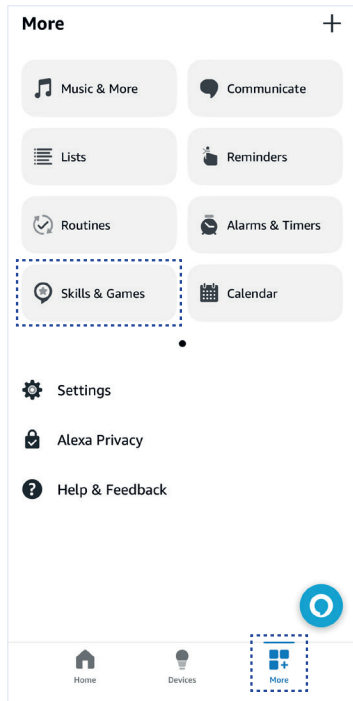 More
Music & More
Communicate
Lists
Reminders
Routines
Alarms & Timers
Skills & Games
Calendar
Settings
Alexa Privacy
Help & Feedback
Home
Devices
More